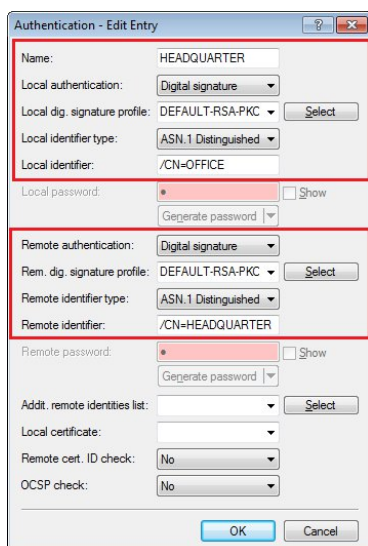 Authentication - Edit Entry
Name: HEADQUARTER
Local authentication: Digital signature
Local dig. signature profile: DEFAULT-RSA-PKC Select
Local identifier type: ASN.1 Distinguished
Local identifier: /CN=OFFICE
Local password: Show
Generate password
Remote authentication: Digital signature
Rem. dig. signature profile: DEFAULT-RSA-PKC Select
Remote identifier type: ASN.1 Distinguished
Remote identifier: /CN=HEADQUARTER
Remote password: Show
Generate password
Addit. remote identities list: Select
Local certificate:
Remote cert. ID check: No
OCSP check: No
OK Cancel